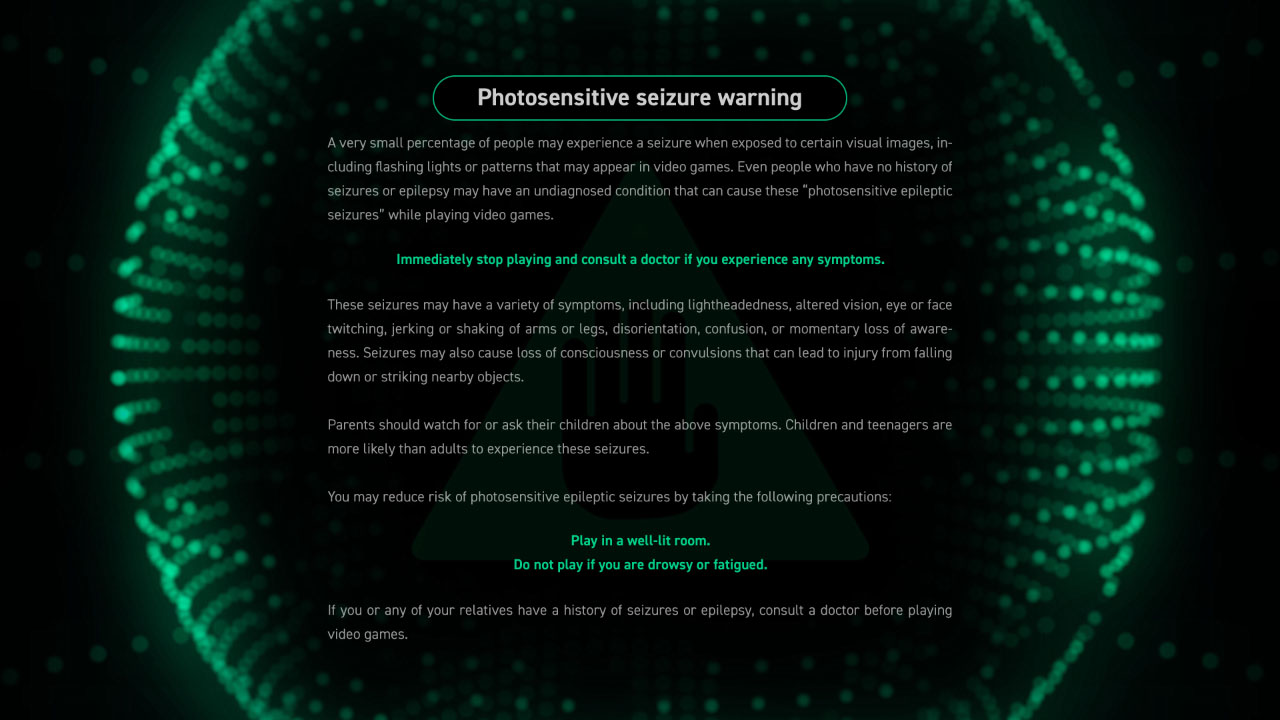 Photosensitive seizure warning
A very small percentage of people may experience a seizure when exposed to certain visual images, in-
cluding flashing lights or patterns that may appear in video games. Even people who have no history of
seizures or epilepsy may have an undiagnosed condition that can cause these “photosensitive epileptic
seizures” while playing video games.
Immediately stop playing and consult a doctor if you experience any symptoms.
These seizures may have a variety of symptoms, including lightheadedness, altered vision, eye or face
twitching, jerking or shaking of arms or legs, disorientation, confusion, or momentary loss of aware-
ness. Seizures may also cause loss of consciousness or convulsions that can lead to injury from falling
down or striking nearby objects.
Parents should watch for or ask their children about the above symptoms. Children and teenagers are
more likely than adults to experience these seizures.
You may reduce risk of photosensitive epileptic seizures by taking the following precautions:
Play in a well-lit room.
Do not play if you are drowsy or fatigued.
If you or any of your relatives have a history of seizures or epilepsy, consult a doctor before playing
video games.